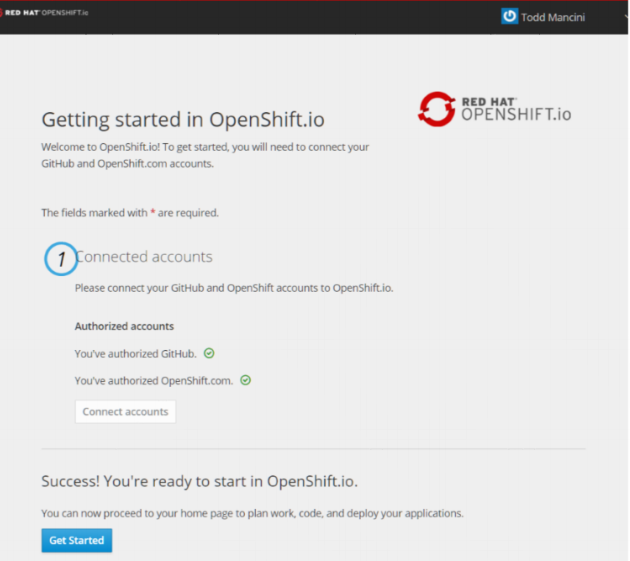 RED HAT OPENSHIFT.io
Todd Mancini
RED HAT
OPENSHIFT.io
Getting started in OpenShift.io
Welcome to OpenShift.io! To get started, you will need to connect your
GitHub and OpenShift.com accounts.
The fields marked with * are required.
1 Connected accounts
Please connect your GitHub and OpenShift accounts to OpenShift.io.
Authorized accounts
You've authorized GitHub.
You've authorized OpenShift.com.
Connect accounts
Success! You're ready to start in OpenShift.io.
You can now proceed to your home page to plan work, code, and deploy your applications.
Get Started